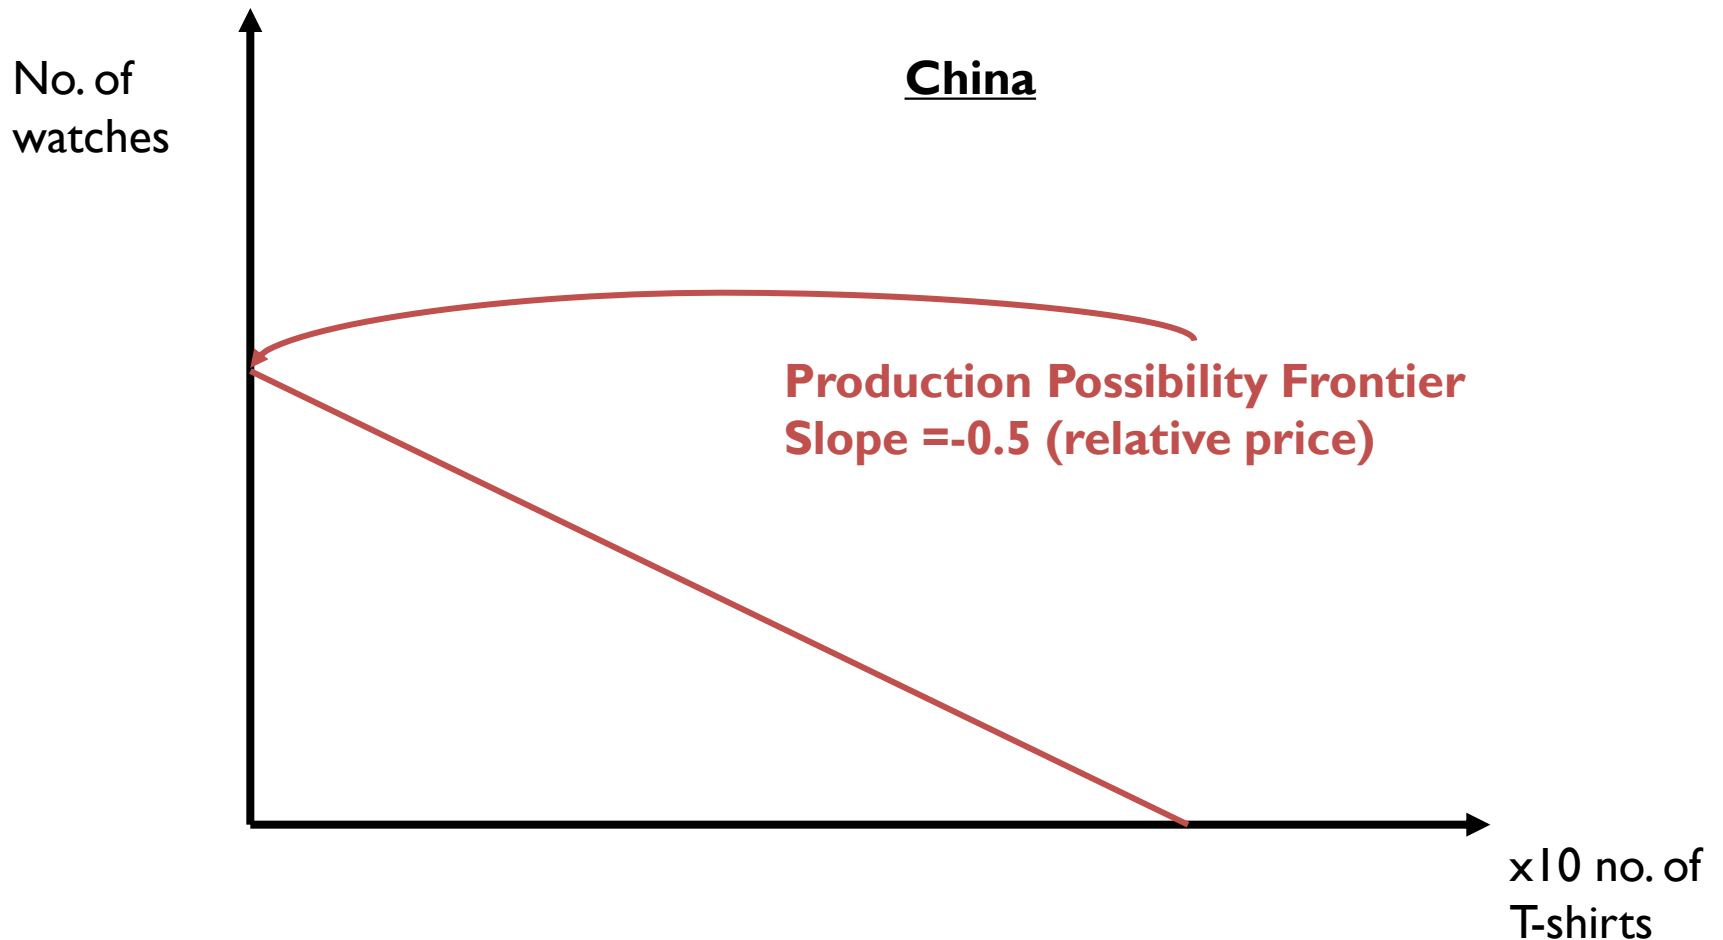 No. of
watches
China
Production Possibility Frontier
Slope =-0.5 (relative price)
x10 no. of
T-shirts